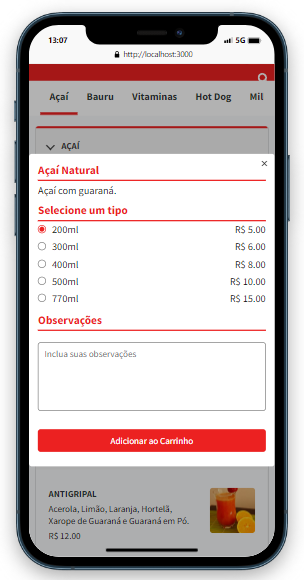 13:07
5G
http://localhost:3000
Açaí Bauru Vitaminas Hot Dog Mil
AÇAÍ
×
Açaí Natural
Açaí com guaraná.
Selecione um tipo
200ml R$ 5.00
300ml R$ 6.00
400ml R$ 8.00
500ml R$ 10.00
770ml R$ 15.00
Observações
Inclua suas observações
Adicionar ao Carrinho
ANTIGRIPAL
Acerola, Limão, Laranja, Hortelã,
Xarope de Guaraná e Guaraná em Pó.
R$ 12.00